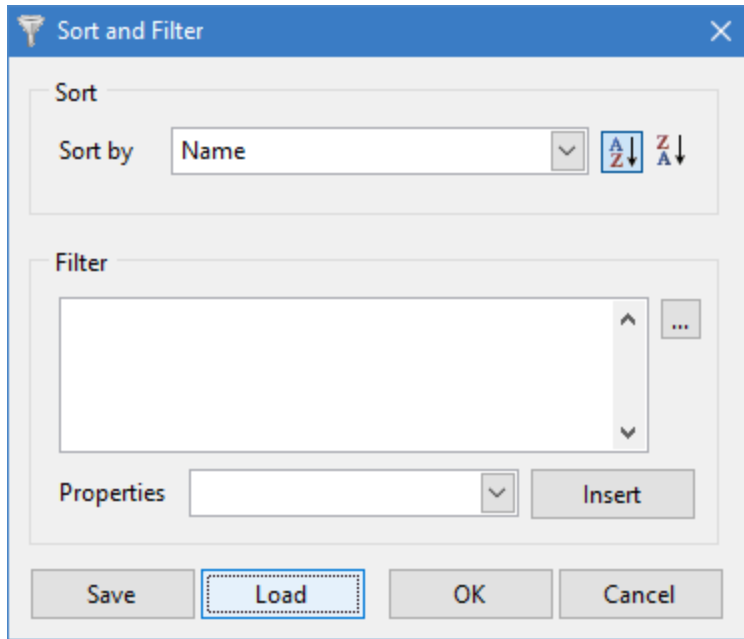 Sort and Filter
Sort
Sort by Name A Z Z A
Filter
...
Properties Insert
Save Load OK Cancel